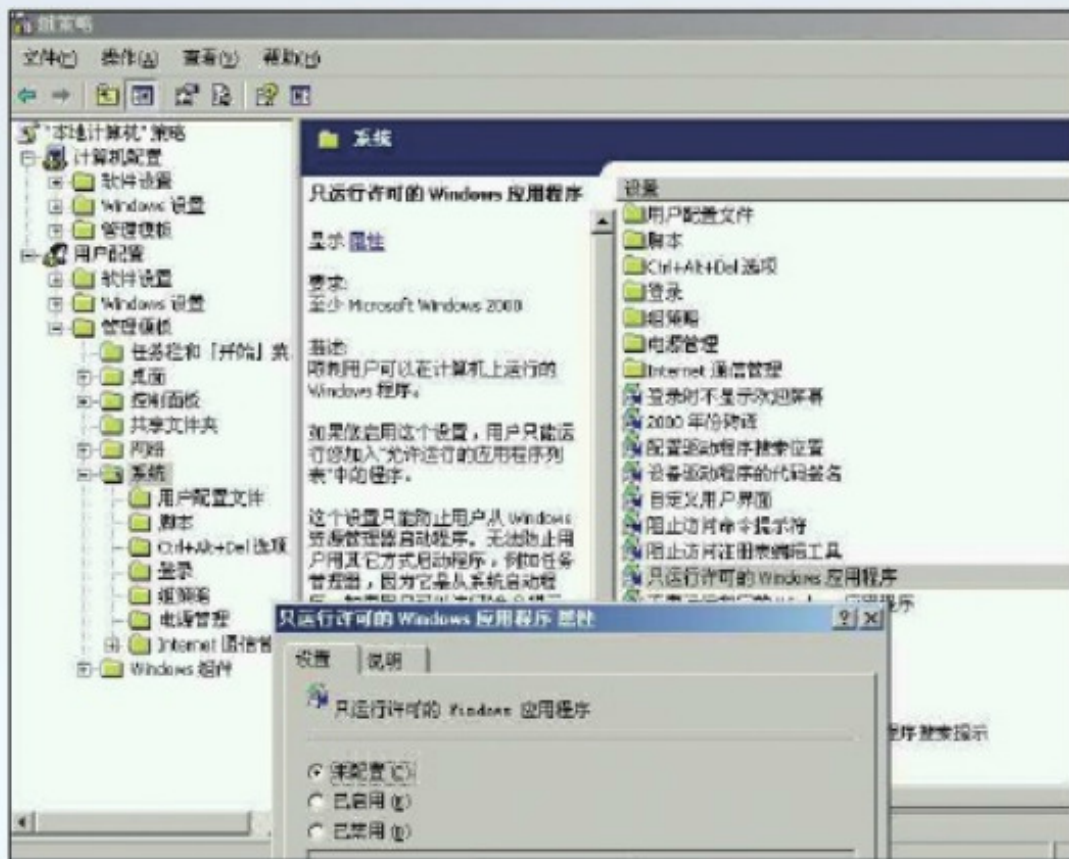 组策略
文件(F) 操作(A) 查看(V) 帮助(H)
"本地计算机" 策略
计算机配置
软件设置
Windows 设置
管理模板
用户配置
软件设置
Windows 设置
管理模板
任务栏和「开始」菜
桌面
控制面板
共享文件夹
网络
系统
用户配置文件
脚本
Ctrl+Alt+Del 选项
登录
组策略
电源管理
Internet 通信管
Windows 组件
系统
只运行许可的 Windows 应用程序
显示 属性
要求:
至少 Microsoft Windows 2000
描述:
限制用户可以在计算机上运行的
Windows 程序。
如果您启用这个设置，用户只能运
行您加入"允许运行的应用程序列
表"中的程序。
这个设置只能防止用户从 Windows
资源管理器启动程序。无法防止用
户用其它方式启动程序，例如任务
管理器，因为它是从系统启动程
设置
用户配置文件
脚本
Ctrl+Alt+Del 选项
登录
组策略
电源管理
Internet 通信管理
登录时不显示欢迎屏幕
2000 年份转译
配置驱动程序搜索位置
设备驱动程序的代码签名
自定义用户界面
阻止访问命令提示符
阻止访问注册表编辑工具
只运行许可的 Windows 应用程序
应用程序
程序搜索提示
只运行许可的 Windows 应用程序 属性
设置 说明
只运行许可的 Windows 应用程序
未配置(C)
已启用(E)
已禁用(D)